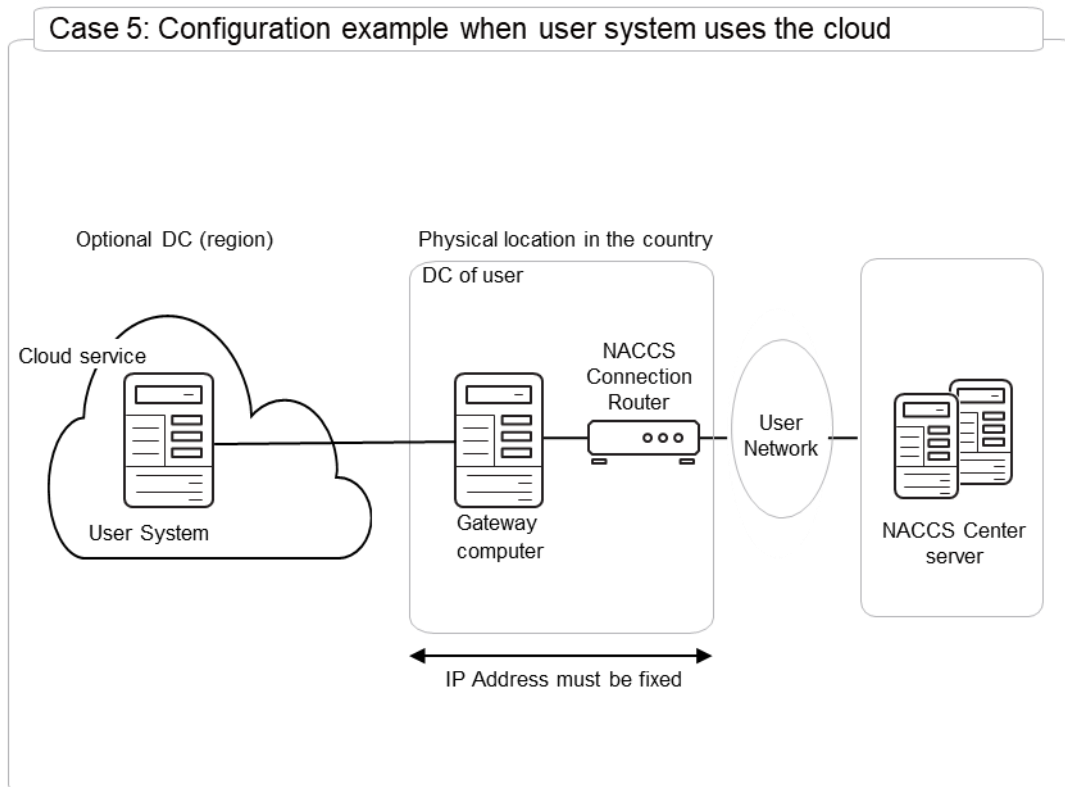 Case 5: Configuration example when user system uses the cloud
Optional DC (region)
Physical location in the country
DC of user
Cloud service
NACCS
Connection
Router
User
Network
User System
Gateway
computer
NACCS Center
server
IP Address must be fixed